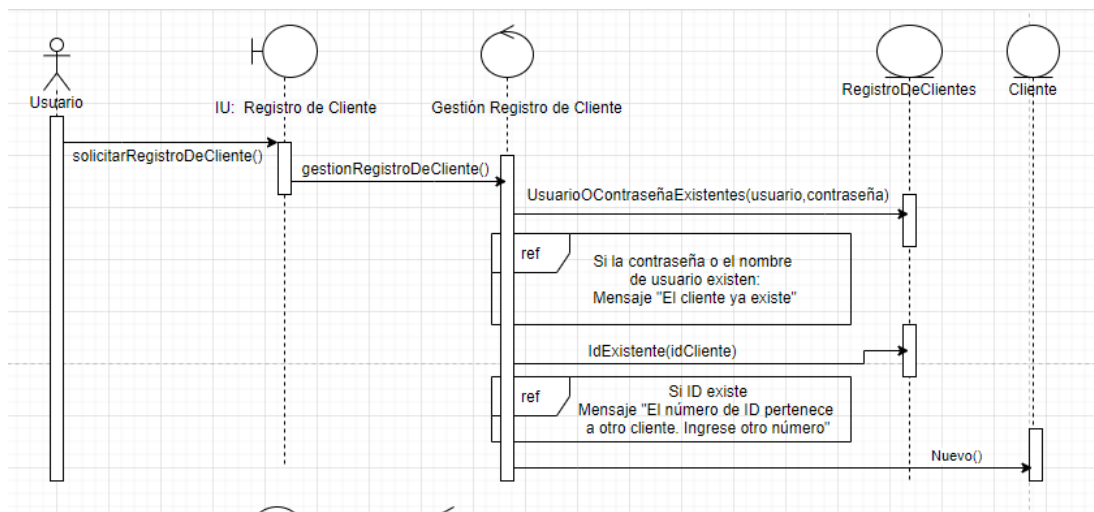 Usuario
IU: Registro de Cliente
Gestión Registro de Cliente
RegistroDeClientes
Cliente
solicitarRegistroDeCliente()
gestionRegistroDeCliente()
UsuarioOContraseñaExistentes(usuario,contraseña)
ref
Si la contraseña o el nombre
de usuario existen:
Mensaje "El cliente ya existe"
IdExistente(idCliente)
ref
Si ID existe
Mensaje "El número de ID pertenece
a otro cliente. Ingrese otro número"
Nuevo()